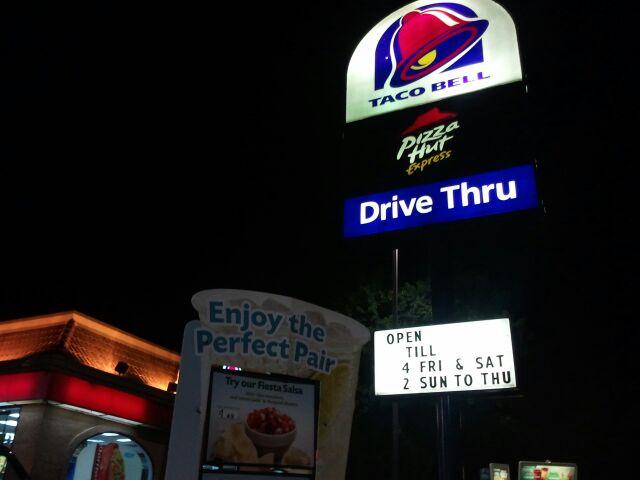 TACO BELL
Pizza
Hut
Express
Drive Thru
OPEN
TILL
4 FRI & SAT
2 SUN TO THU
Enjoy the
Perfect Pair
Try our Fiesta Salsa